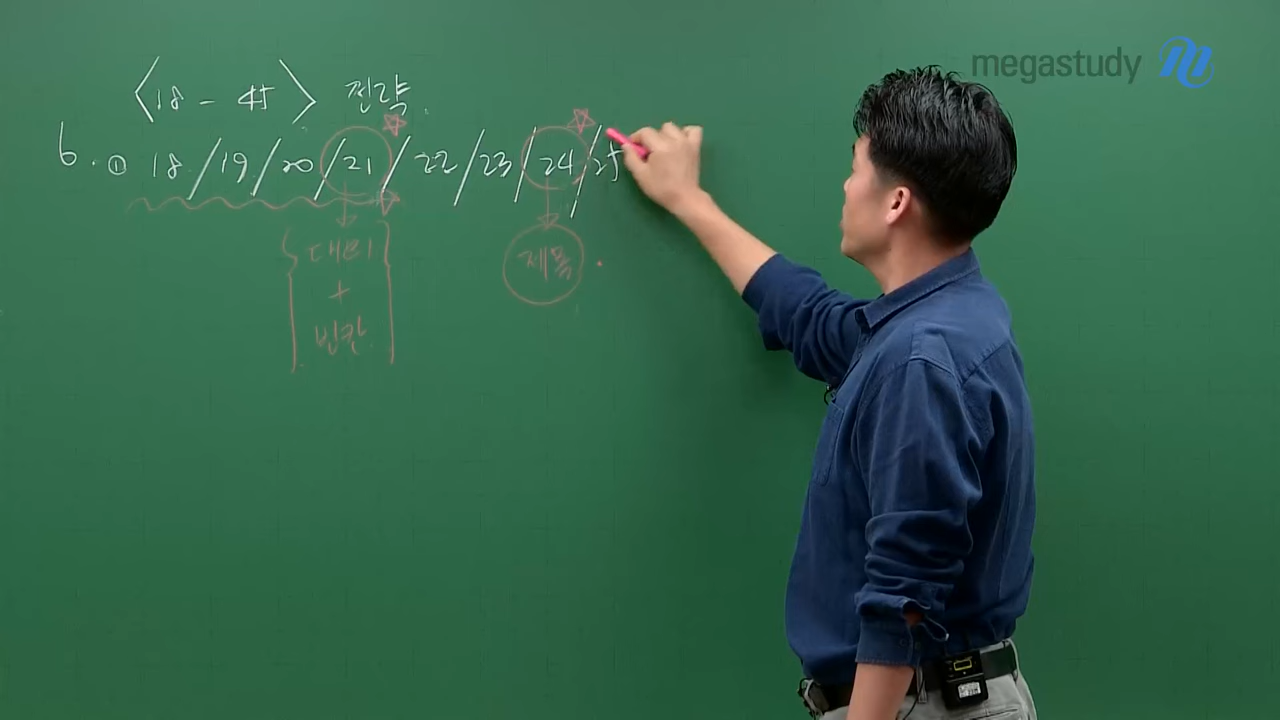 megastudy
<18 - 45> 전략.
6. ① 18 / 19 / 20 / 21 / 22 / 23 / 24 / 25
대비
+
빈칸.
제목